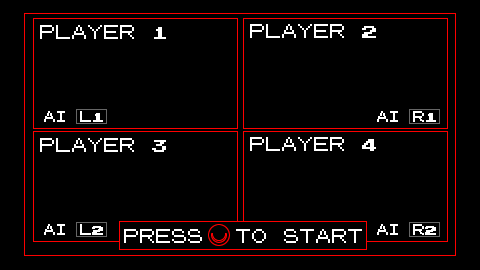 PLAYER 1
PLAYER 2
AI L1
AI R1
PLAYER 3
PLAYER 4
AI L2
AI R2
PRESS TO START